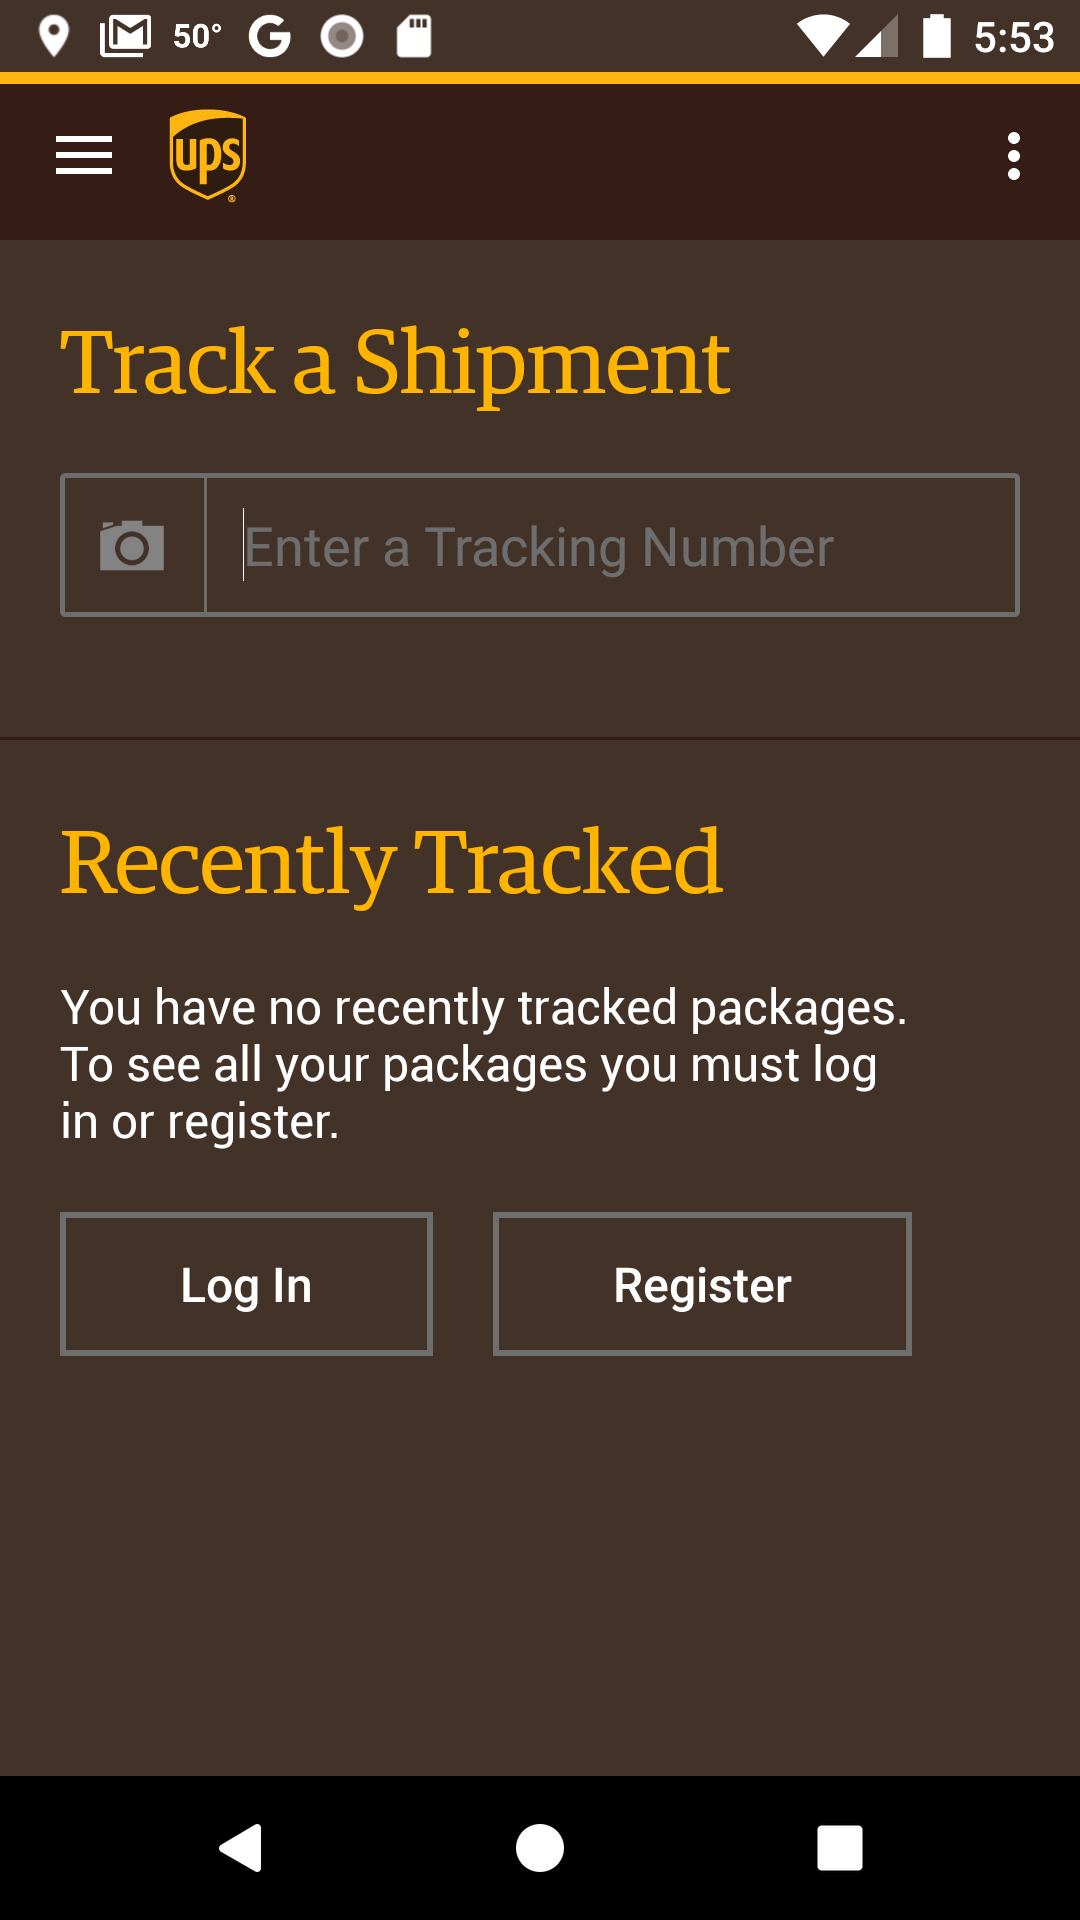 50° 5:53
ups
Track a Shipment
Enter a Tracking Number
Recently Tracked
You have no recently tracked packages.
To see all your packages you must log
in or register.
Log In Register